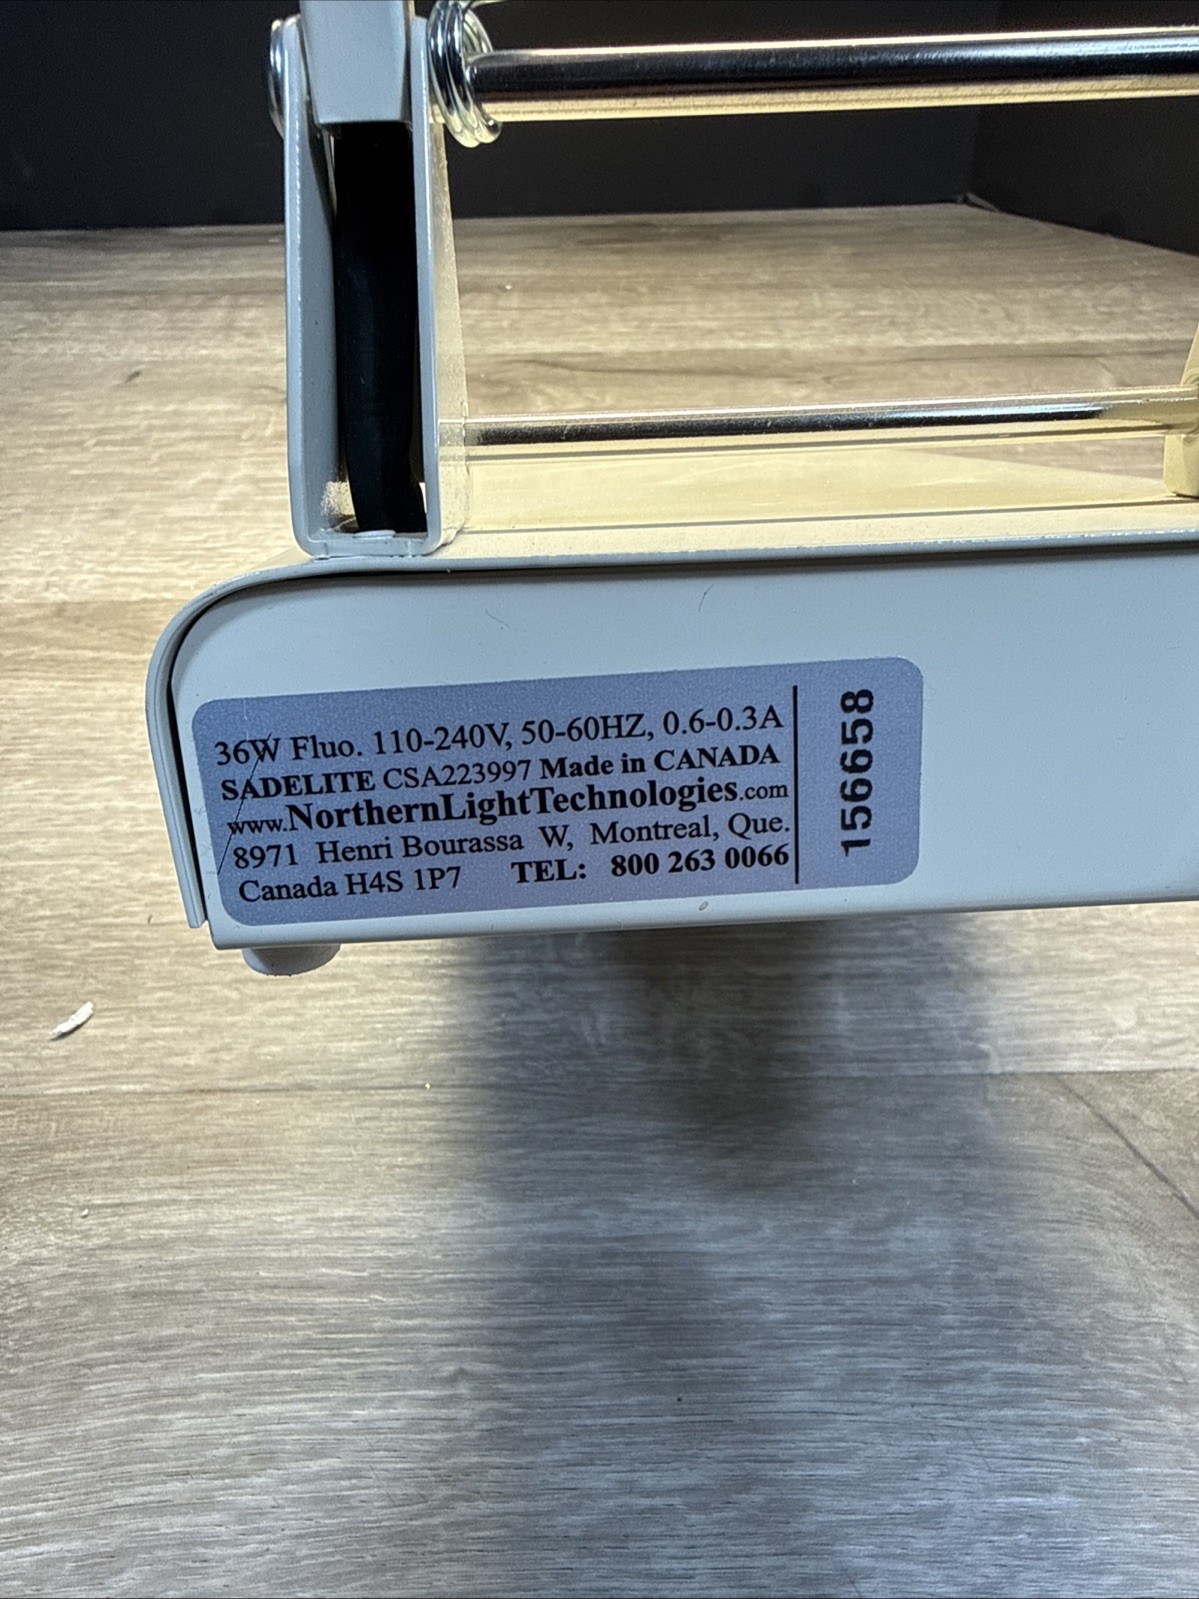 36W Fluo. 110-240V, 50-60HZ, 0.6-0.3A
SADELITE CSA223997 Made in CANADA
www.NorthernLightTechnologies.com
8971 Henri Bourassa W, Montreal, Que.
Canada H4S 1P7 TEL: 800 263 0066
156658